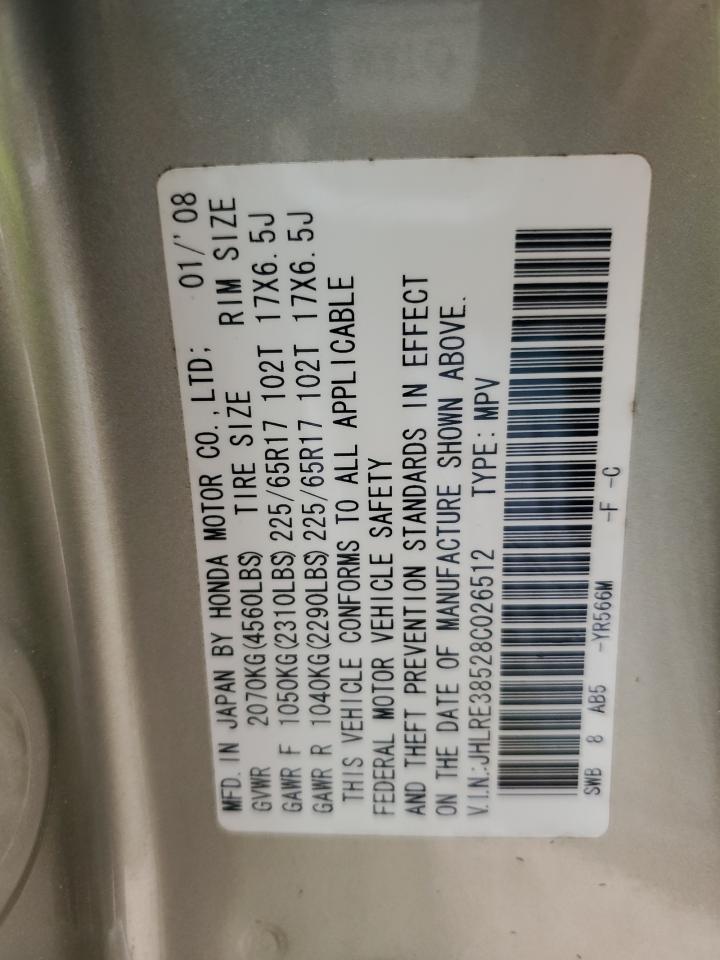 MFD. IN JAPAN BY HONDA MOTOR CO., LTD; 01/'08
GVWR 2070KG(4560LBS) TIRE SIZE RIM SIZE
GAWR F 1050KG(2310LBS) 225/65R17 102T 17X6.5J
GAWR R 1040KG(2290LBS) 225/65R17 102T 17X6.5J
THIS VEHICLE CONFORMS TO ALL APPLICABLE
FEDERAL MOTOR VEHICLE SAFETY
AND THEFT PREVENTION STANDARDS IN EFFECT
ON THE DATE OF MANUFACTURE SHOWN ABOVE.
V.I.N.:JHLRE38528C026512 TYPE:MPV
SWB 8 AB5 -YR566M -F -C